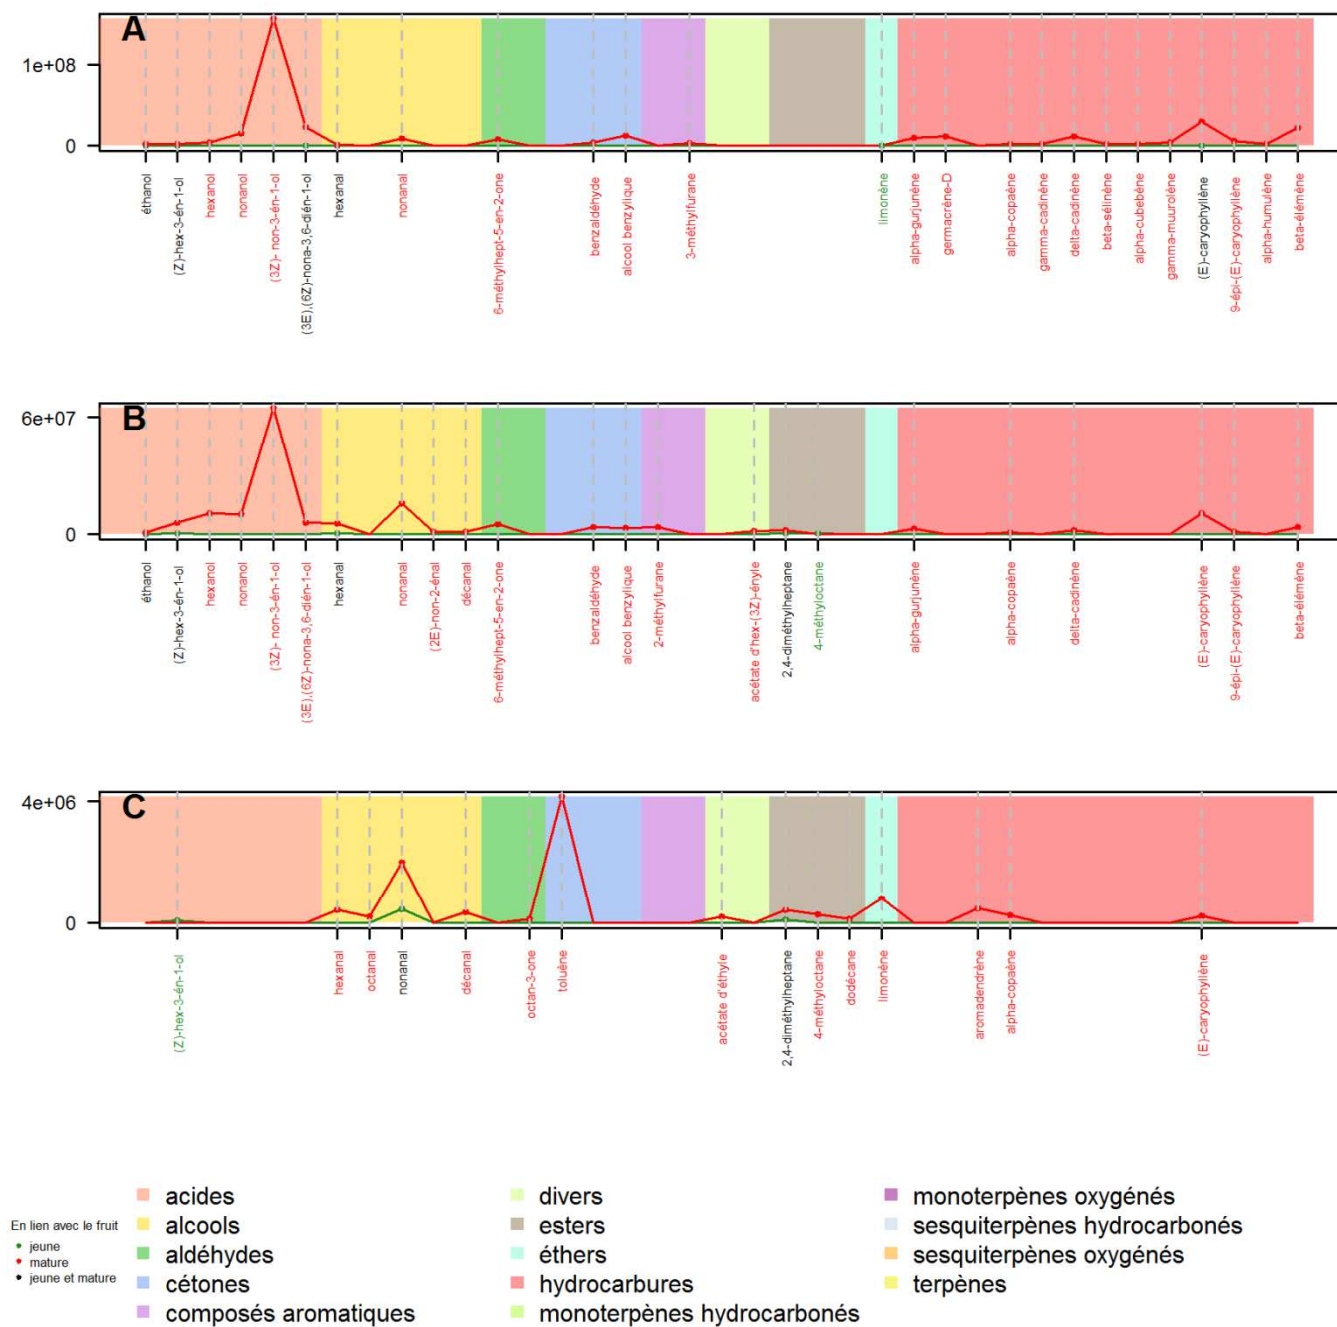 A
1e+08
0
éthanol
(Z)-hex-3-én-1-ol
hexanol
nonanol
(3Z)- non-3-én-1-ol
(3E),(6Z)-nona-3,6-dién-1-ol
hexanal
nonanal
6-méthylhept-5-en-2-one
benzaldéhyde
alcool benzylique
3-méthylfurane
limonène
alpha-gurjunène
germacrène-D
alpha-copaène
gamma-cadinène
delta-cadinène
beta-sélinène
alpha-cubebène
gamma-muurolène
(E)-caryophyllène
9-épi-(E)-caryophyllène
alpha-humulène
beta-élémène
B
6e+07
0
éthanol
(Z)-hex-3-én-1-ol
hexanol
nonanol
(3Z)- non-3-én-1-ol
(3E),(6Z)-nona-3,6-dién-1-ol
hexanal
nonanal
(2E)-non-2-énal
décanal
6-méthylhept-5-en-2-one
benzaldéhyde
alcool benzylique
2-méthylfurane
acétate d'hex-(3Z)-ényle
2,4-diméthylheptane
4-méthyloctane
alpha-gurjunène
alpha-copaène
delta-cadinène
(E)-caryophyllène
9-épi-(E)-caryophyllène
beta-élémène
C
4e+06
0
(Z)-hex-3-én-1-ol
hexanal
octanal
nonanal
décanal
octan-3-one
toluène
acétate d'éthyle
2,4-diméthylheptane
4-méthyloctane
dodécane
limonène
aromadendrène
alpha-copaène
(E)-caryophyllène
En lien avec le fruit
jeune
mature
jeune et mature
acides
alcools
aldéhydes
cétones
composés aromatiques
divers
esters
éthers
hydrocarbures
monoterpènes hydrocarbonés
monoterpènes oxygénés
sesquiterpènes hydrocarbonés
sesquiterpènes oxygénés
terpènes